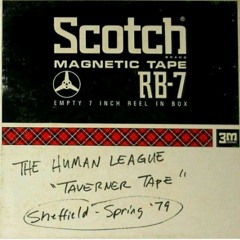 Scotch
BRAND
MAGNETIC TAPE
RB-7
EMPTY 7 INCH REEL IN BOX
3M
THE HUMAN LEAGUE
"TAVERNER TAPE"
Sheffield - Spring '79